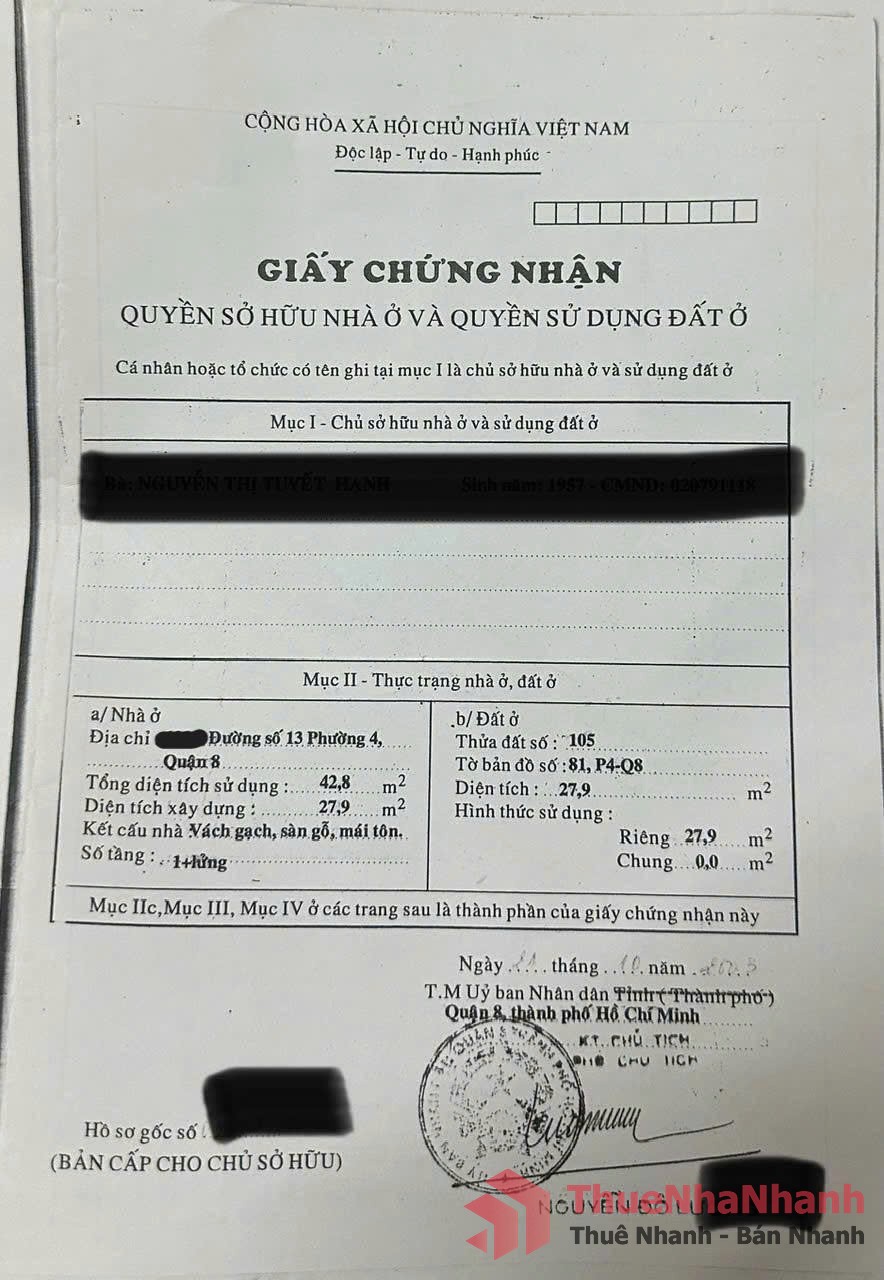 CỘNG HÒA XÃ HỘI CHỦ NGHĨA VIỆT NAM
Độc lập - Tự do - Hạnh phúc
GIẤY CHỨNG NHẬN
QUYỀN SỞ HỮU NHÀ Ở VÀ QUYỀN SỬ DỤNG ĐẤT Ở
Cá nhân hoặc tổ chức có tên ghi tại mục I là chủ sở hữu nhà ở và sử dụng đất ở
Mục I - Chủ sở hữu nhà ở và sử dụng đất ở
Mục II - Thực trạng nhà ở, đất ở
a/ Nhà ở
Địa chỉ Đường số 13 Phường 4,
Quận 8
Tổng diện tích sử dụng : 42,8 m2
Diện tích xây dựng : 27,9 m2
Kết cấu nhà Vách gạch, sàn gỗ, mái tôn.
Số tầng : 1+lửng
b/ Đất ở
Thửa đất số : 105
Tờ bản đồ số : 81, P4-Q8
Diện tích : 27,9 m2
Hình thức sử dụng :
Riêng 27,9 m2
Chung 0,0 m2
Mục IIc,Mục III, Mục IV ở các trang sau là thành phần của giấy chứng nhận này
Ngày tháng 10 năm
T.M Uỷ ban Nhân dân Tỉnh ( Thành phố )
Quận 8, thành phố Hồ Chí Minh
KT. CHỦ TỊCH
PHÓ CHỦ TỊCH
Hồ sơ gốc số
(BẢN CẤP CHO CHỦ SỞ HỮU)
NGUYỄN ĐỖ
ThueNhaNhanh
Thuê Nhanh - Bán Nhanh